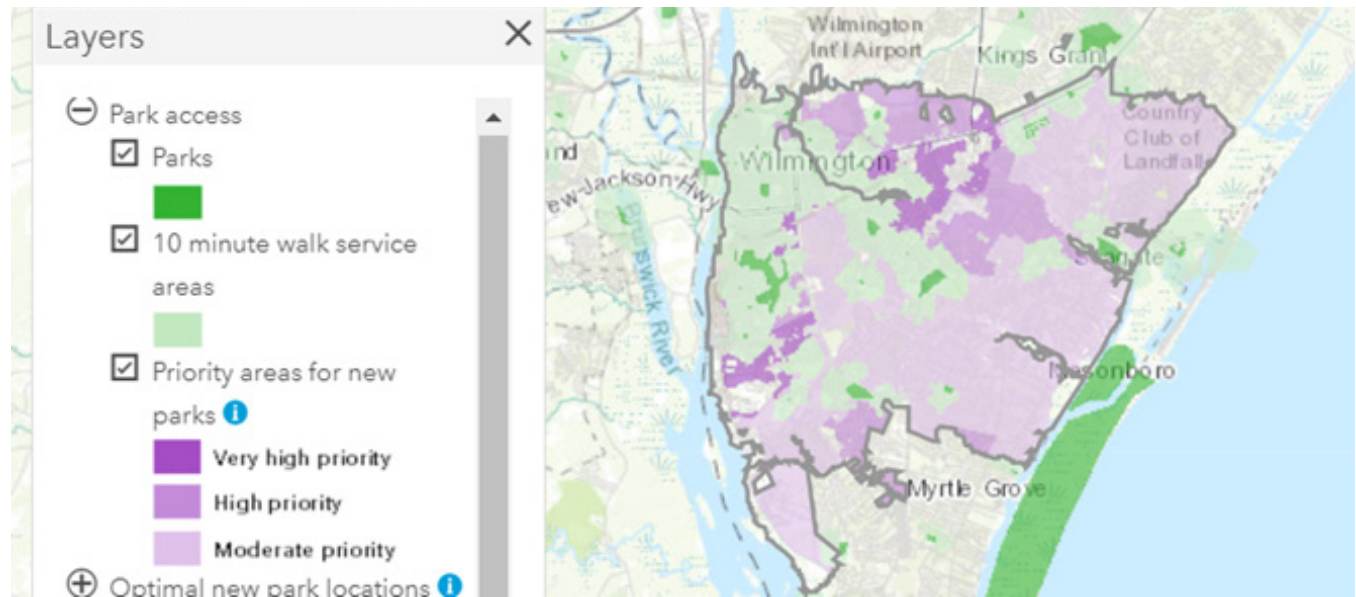 Layers
Park access
Parks
10 minute walk service
areas
Priority areas for new
parks
Very high priority
High priority
Moderate priority
Optimal new park locations
Wilmington
Int'l Airport
Kings Grant
Country
Club of
Landfall
nd
Wilmington
ew-Jackson-Hwy
Brunswick River
Seagate
Masonboro
Myrtle Grove